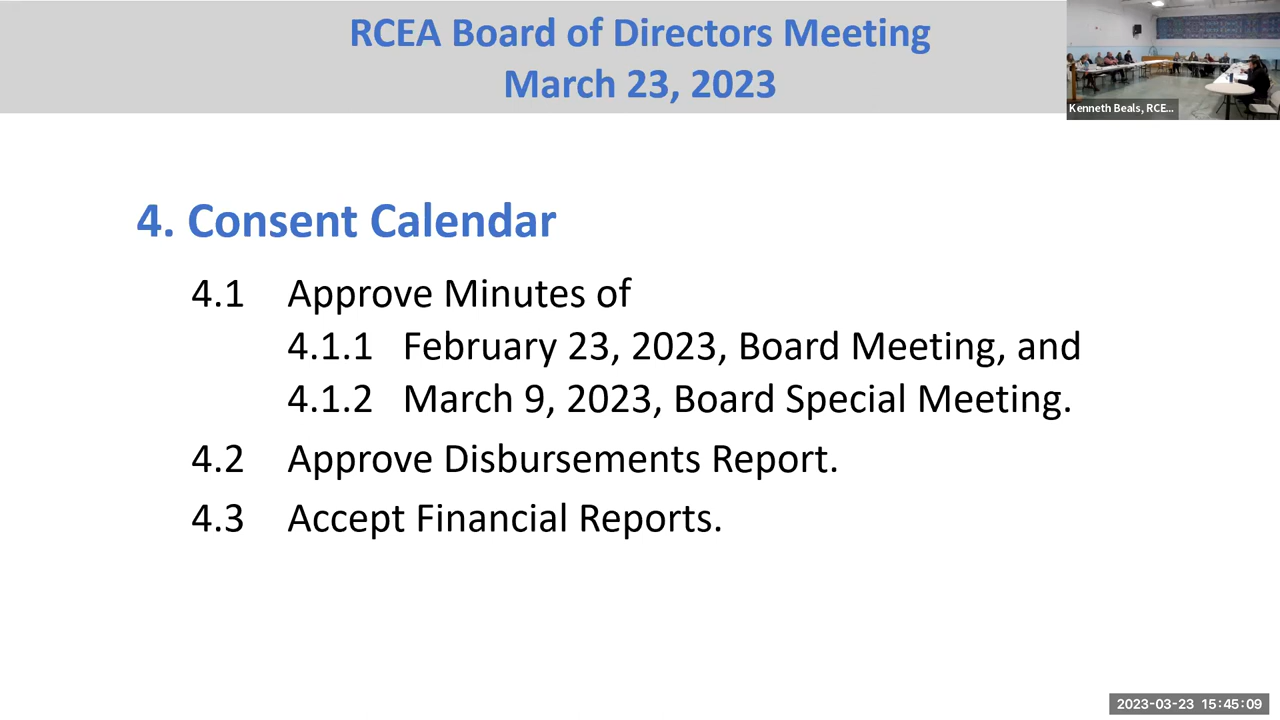 RCEA Board of Directors Meeting
March 23, 2023
Kenneth Beals, RCE...
4. Consent Calendar
4.1 Approve Minutes of
4.1.1 February 23, 2023, Board Meeting, and
4.1.2 March 9, 2023, Board Special Meeting.
4.2 Approve Disbursements Report.
4.3 Accept Financial Reports.
2023-03-23 15:45:09